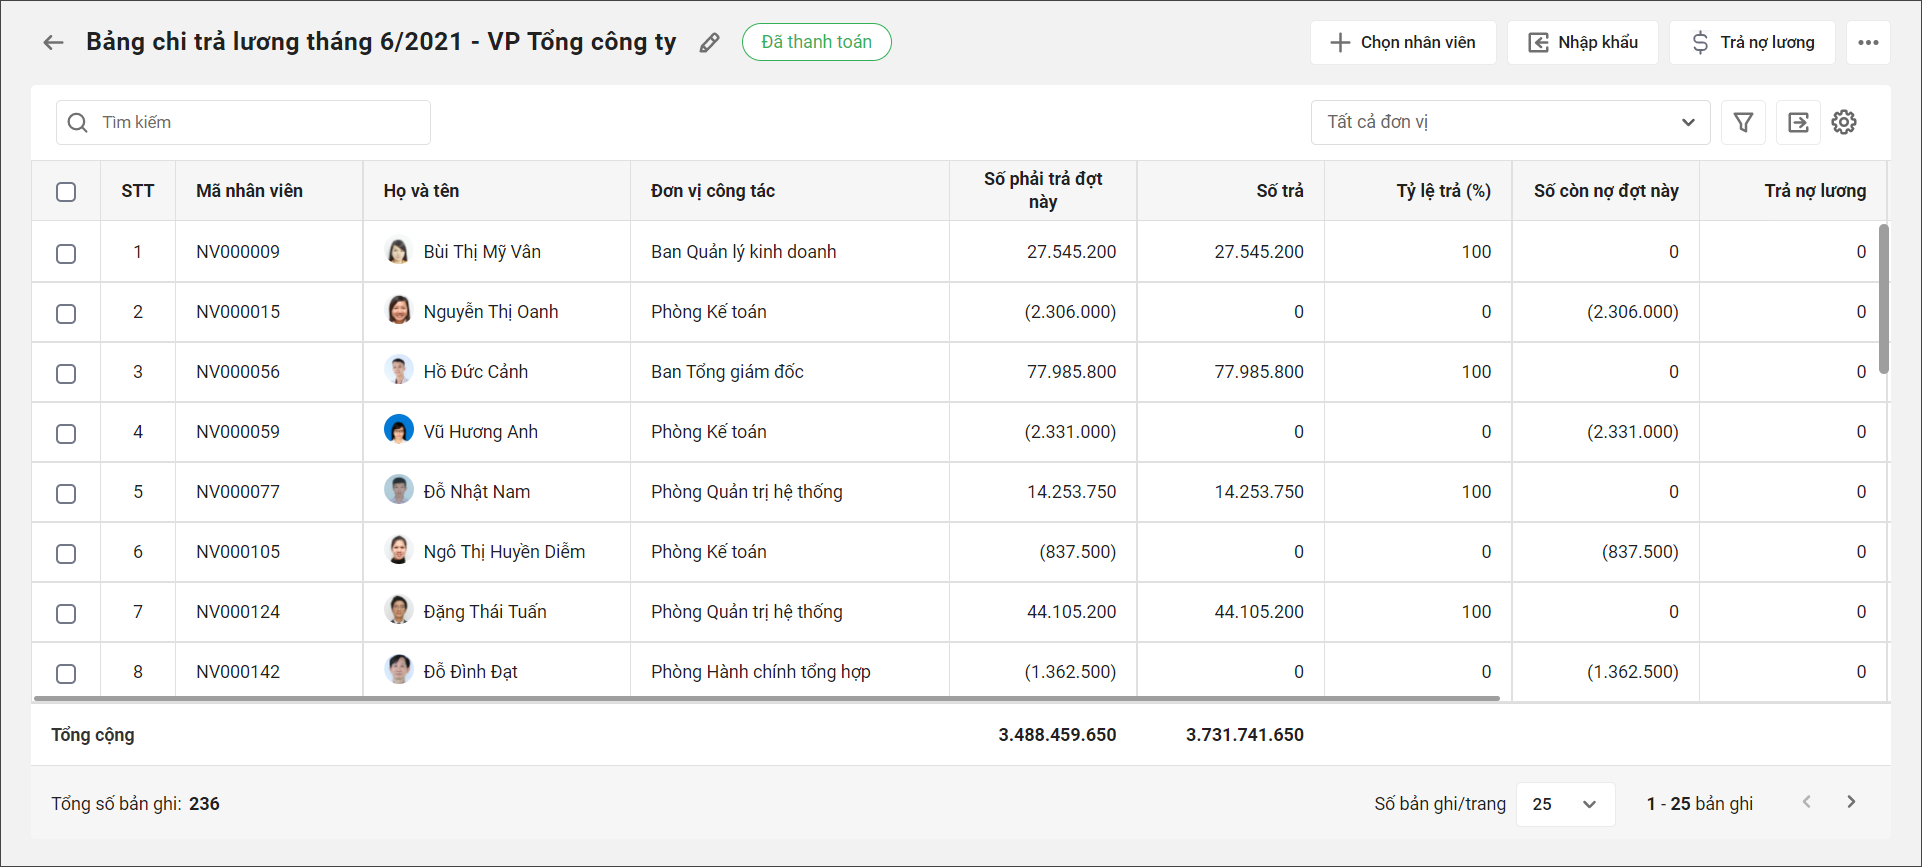 Bảng chi trả lương tháng 6/2021 - VP Tổng công ty Đã thanh toán Chọn nhân viên Nhập khẩu Trả nợ lương
Tìm kiếm Tất cả đơn vị
STT Mã nhân viên Họ và tên Đơn vị công tác Số phải trả đợt này Số trả Tỷ lệ trả (%) Số còn nợ đợt này Trả nợ lương
1 NV000009 Bùi Thị Mỹ Vân Ban Quản lý kinh doanh 27.545.200 27.545.200 100 0 0
2 NV000015 Nguyễn Thị Oanh Phòng Kế toán (2.306.000) 0 0 (2.306.000) 0
3 NV000056 Hồ Đức Cảnh Ban Tổng giám đốc 77.985.800 77.985.800 100 0 0
4 NV000059 Vũ Hương Anh Phòng Kế toán (2.331.000) 0 0 (2.331.000) 0
5 NV000077 Đỗ Nhật Nam Phòng Quản trị hệ thống 14.253.750 14.253.750 100 0 0
6 NV000105 Ngô Thị Huyền Diễm Phòng Kế toán (837.500) 0 0 (837.500) 0
7 NV000124 Đặng Thái Tuấn Phòng Quản trị hệ thống 44.105.200 44.105.200 100 0 0
8 NV000142 Đỗ Đình Đạt Phòng Hành chính tổng hợp (1.362.500) 0 0 (1.362.500) 0
Tổng cộng 3.488.459.650 3.731.741.650
Tổng số bản ghi: 236 Số bản ghi/trang 25 1 - 25 bản ghi